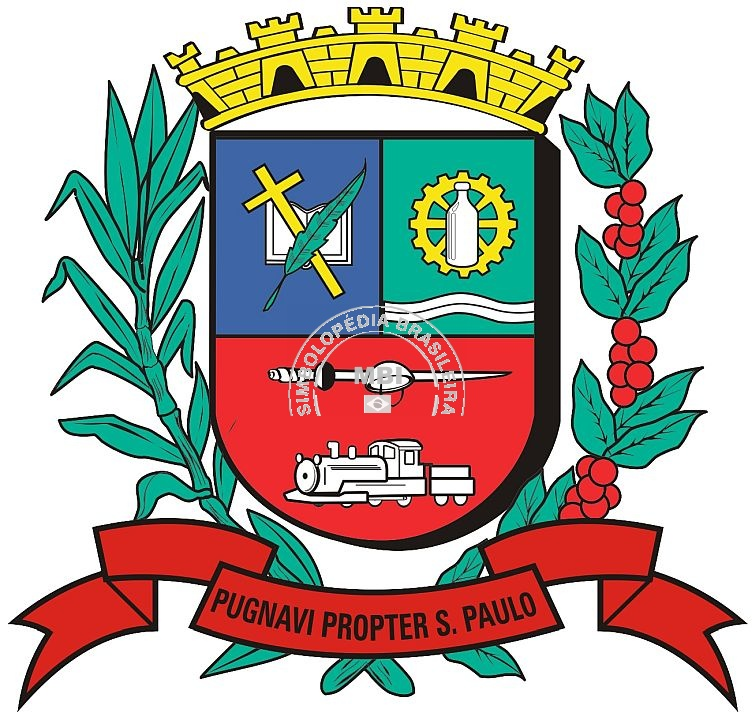 SIMBOLOPÉDIA BRASILEIRA
MBI
PUGNAVI PROPTER S. PAULO